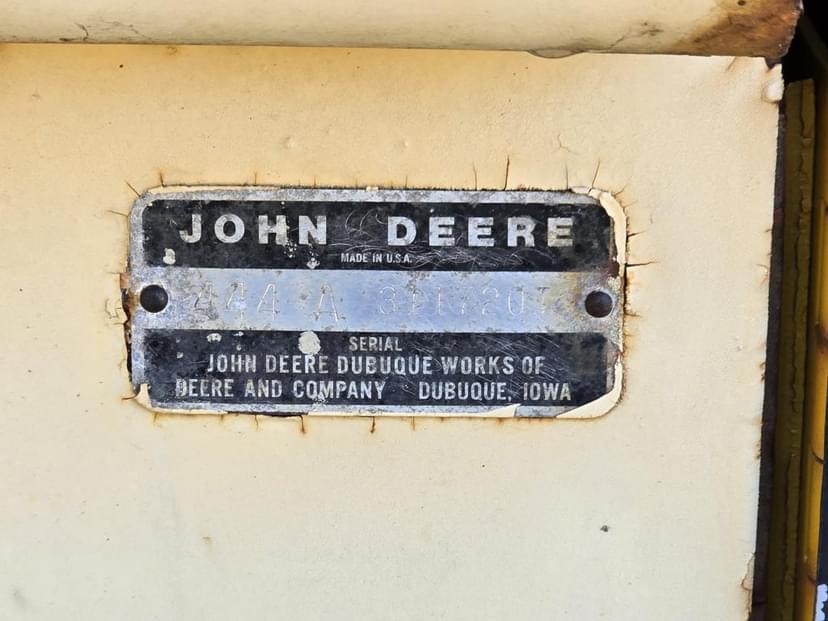 JOHN DEERE
MADE IN U.S.A.
444 A
SERIAL
JOHN DEERE DUBUQUE WORKS OF
DEERE AND COMPANY DUBUQUE, IOWA